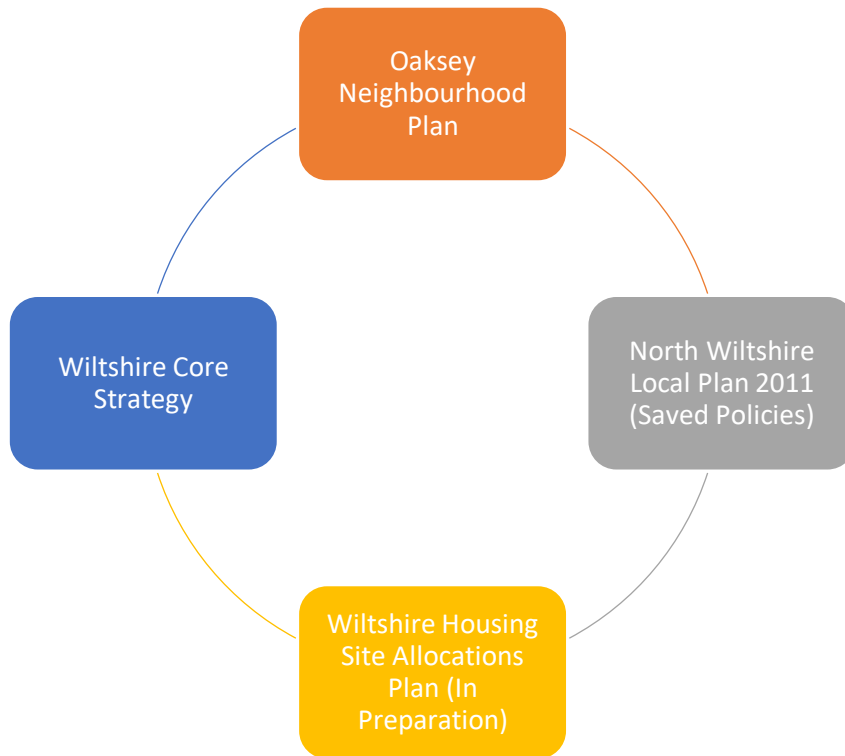 Oaksey
Neighbourhood
Plan
Wiltshire Core
Strategy
North Wiltshire
Local Plan 2011
(Saved Policies)
Wiltshire Housing
Site Allocations
Plan (In
Preparation)